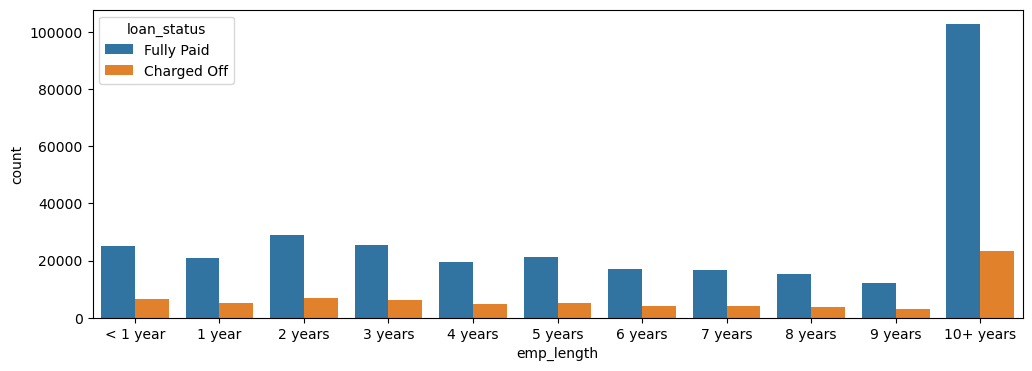 loan_status
Fully Paid
Charged Off
100000
80000
60000
40000
20000
0
count
< 1 year 1 year 2 years 3 years 4 years 5 years 6 years 7 years 8 years 9 years 10+ years
emp_length